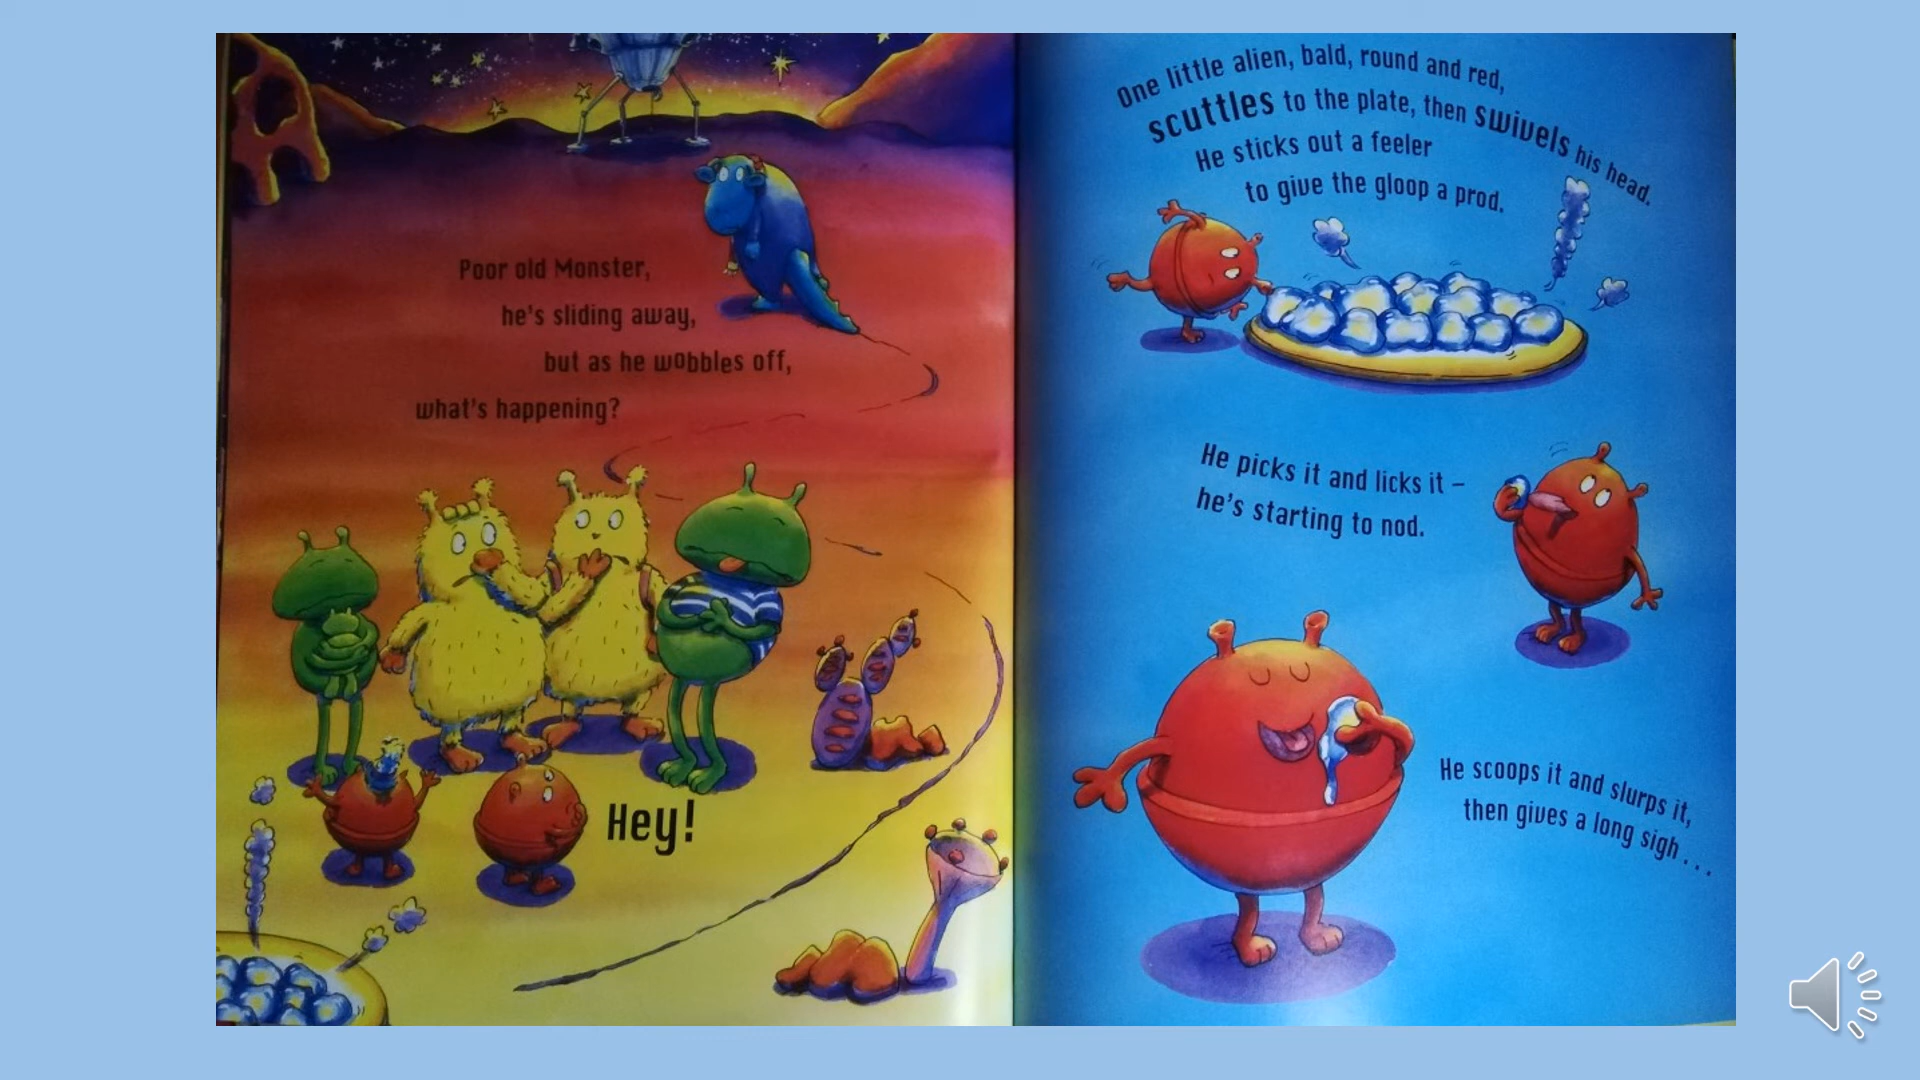 Poor old Monster,
he's sliding away,
but as he wobbles off,
what's happening?
Hey!
One little alien, bald, round and red,
scuttles to the plate, then swivels his head.
He sticks out a feeler
to give the gloop a prod.
He picks it and licks it –
he's starting to nod.
He scoops it and slurps it,
then gives a long sigh . . .